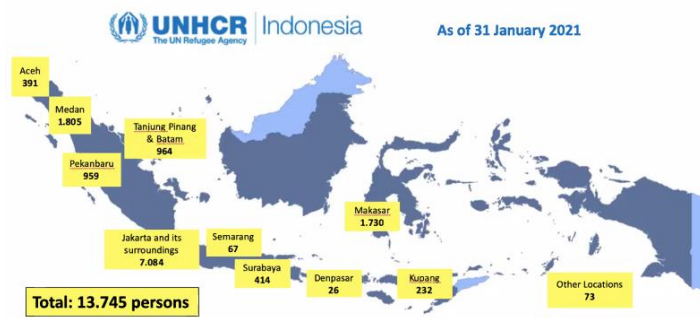 UNHCR
The UN Refugee Agency
Indonesia
As of 31 January 2021
Aceh
391
Medan
1.805
Tanjung Pinang
& Batam
964
Pekanbaru
959
Makasar
1.730
Jakarta and its
surroundings
7.084
Semarang
67
Surabaya
414
Denpasar
26
Kupang
232
Other Locations
73
Total: 13.745 persons